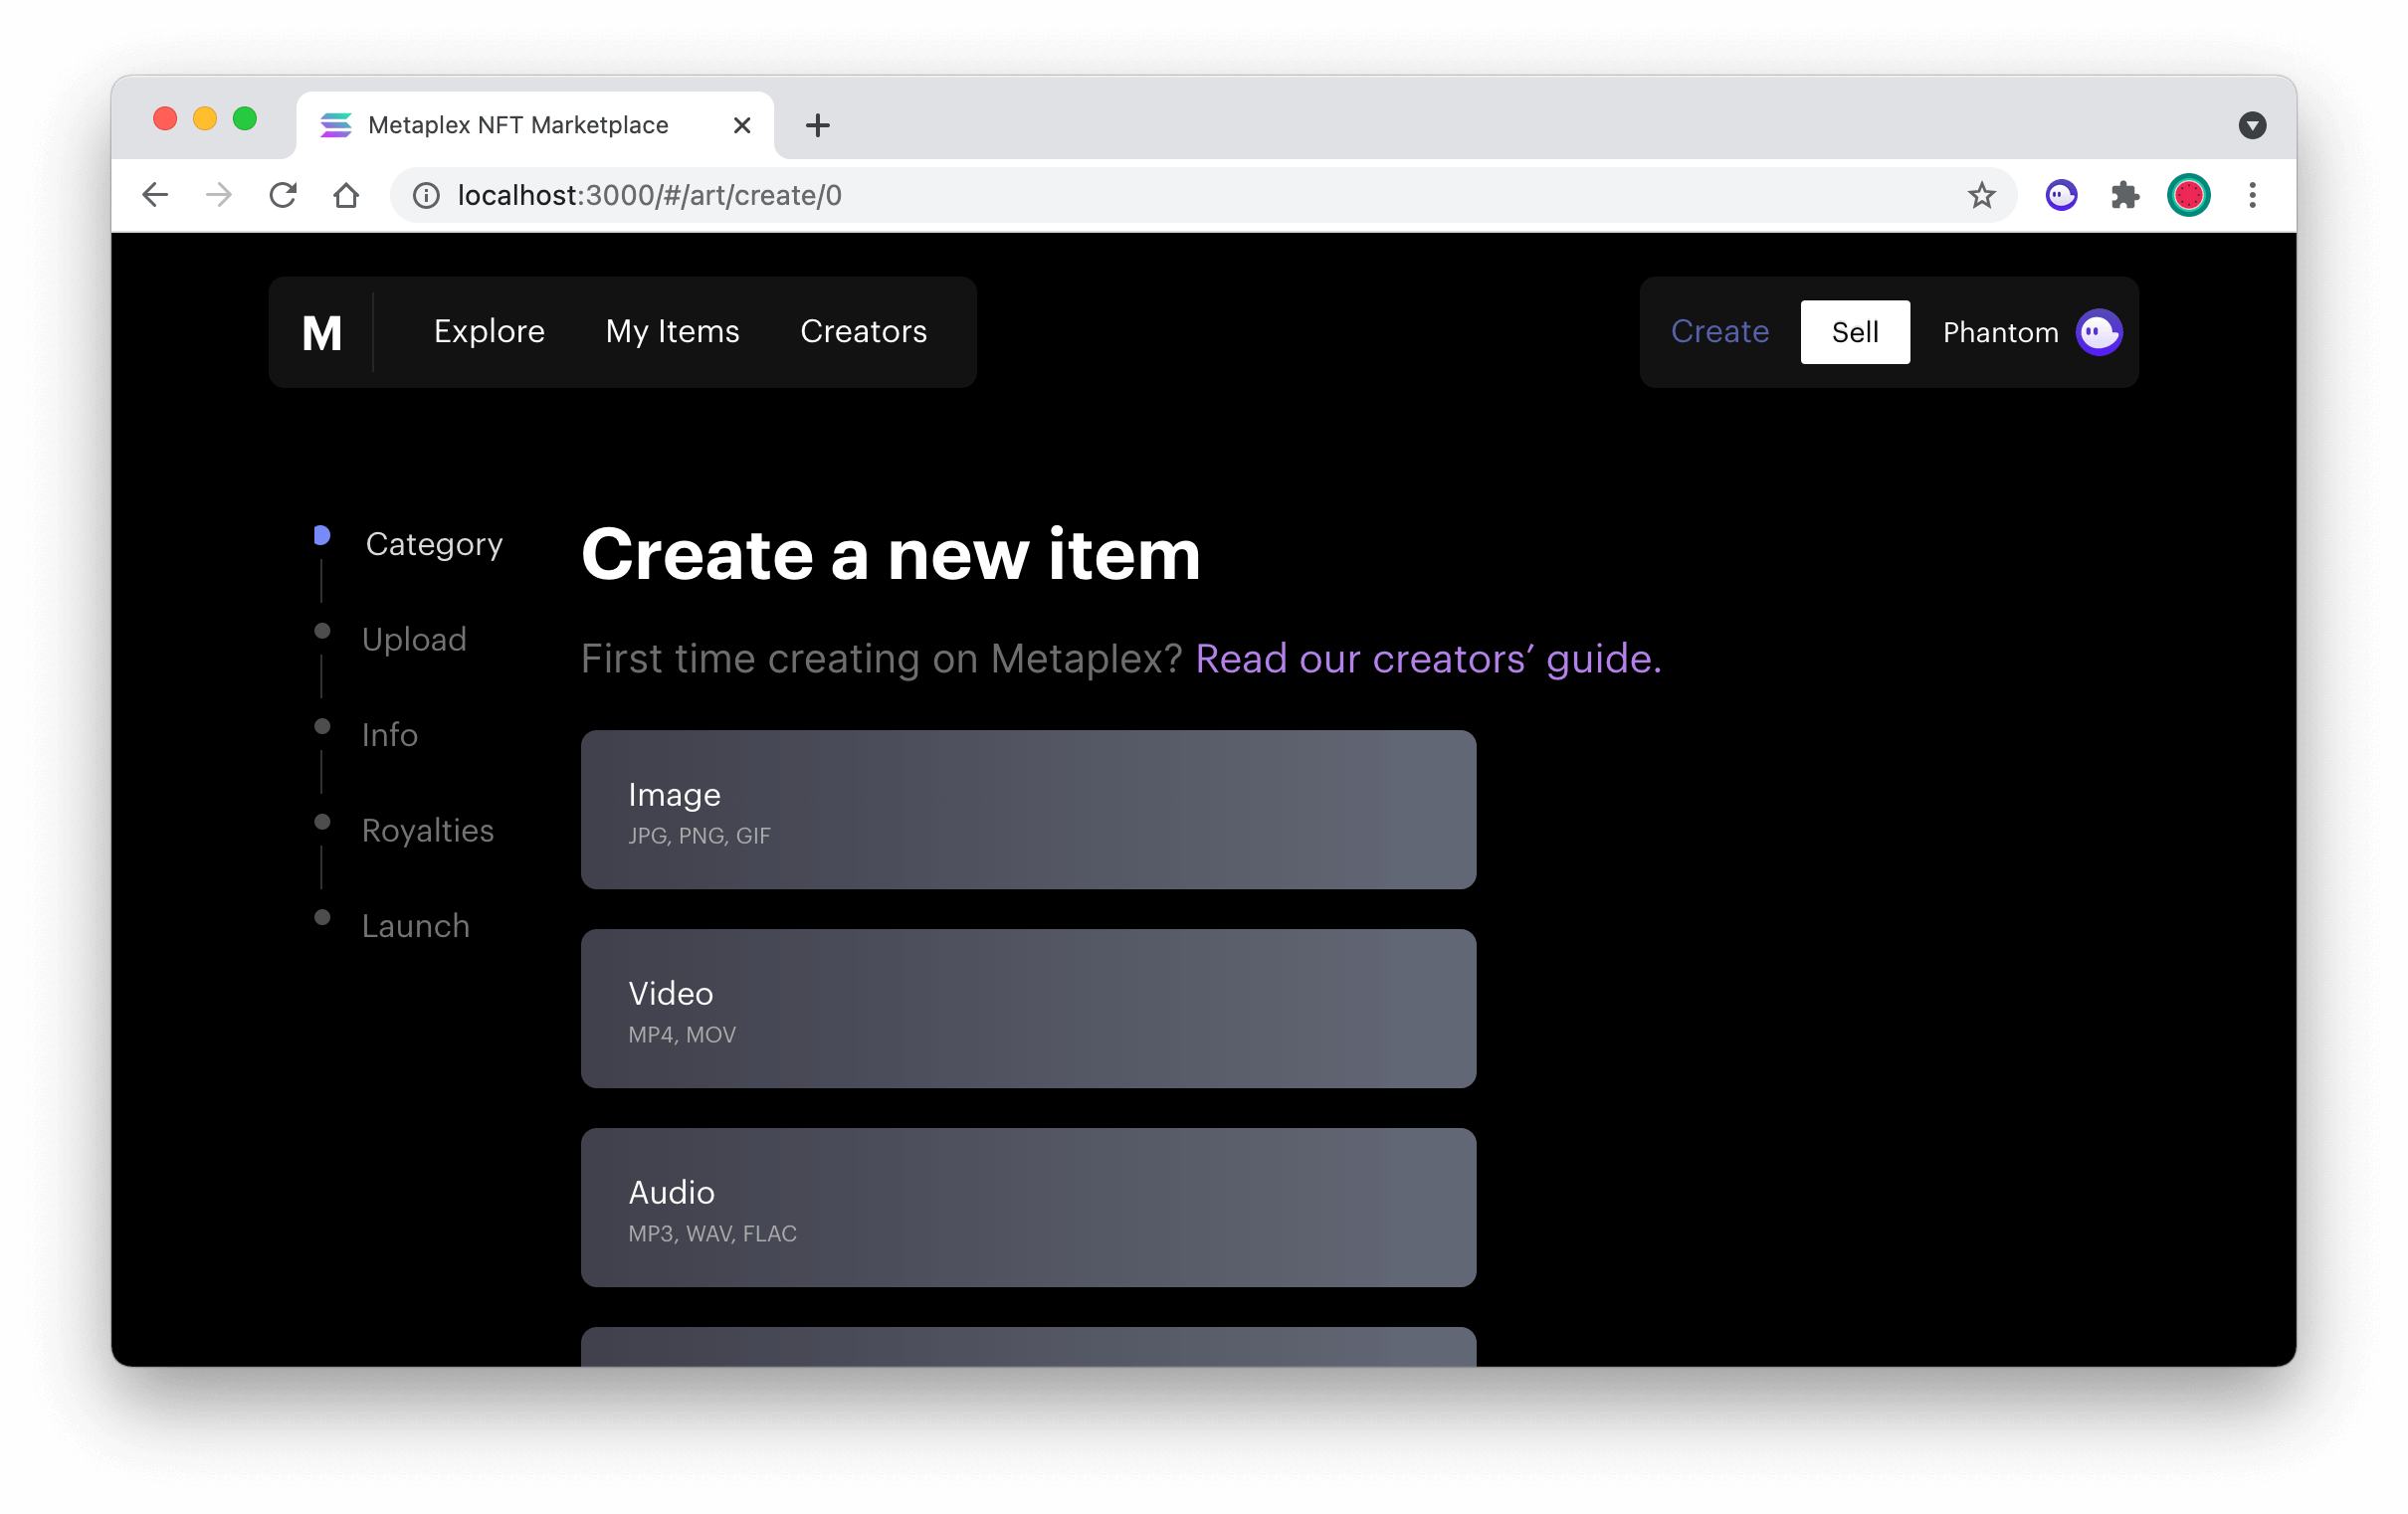 Metaplex NFT Marketplace
localhost:3000/#/art/create/0
M
Explore
My Items
Creators
Create
Sell
Phantom
Category
Upload
Info
Royalties
Launch
Create a new item
First time creating on Metaplex? Read our creators’ guide.
Image
JPG, PNG, GIF
Video
MP4, MOV
Audio
MP3, WAV, FLAC